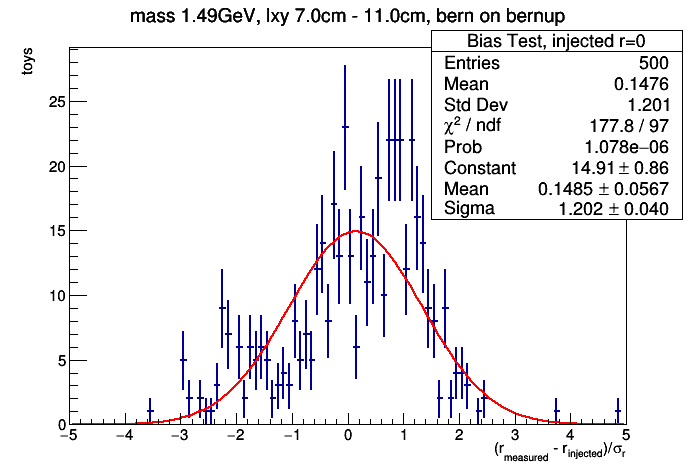 mass 1.49GeV, lxy 7.0cm - 11.0cm, bern on bernup
Bias Test, injected r=0
Entries 500
Mean 0.1476
Std Dev 1.201
χ² / ndf 177.8 / 97
Prob 1.078e−06
Constant 14.91 ± 0.86
Mean 0.1485 ± 0.0567
Sigma 1.202 ± 0.040
toys
25
20
15
10
5
0
−5 −4 −3 −2 −1 0 1 2 3 4 5
(r_measured - r_injected)/σ_r